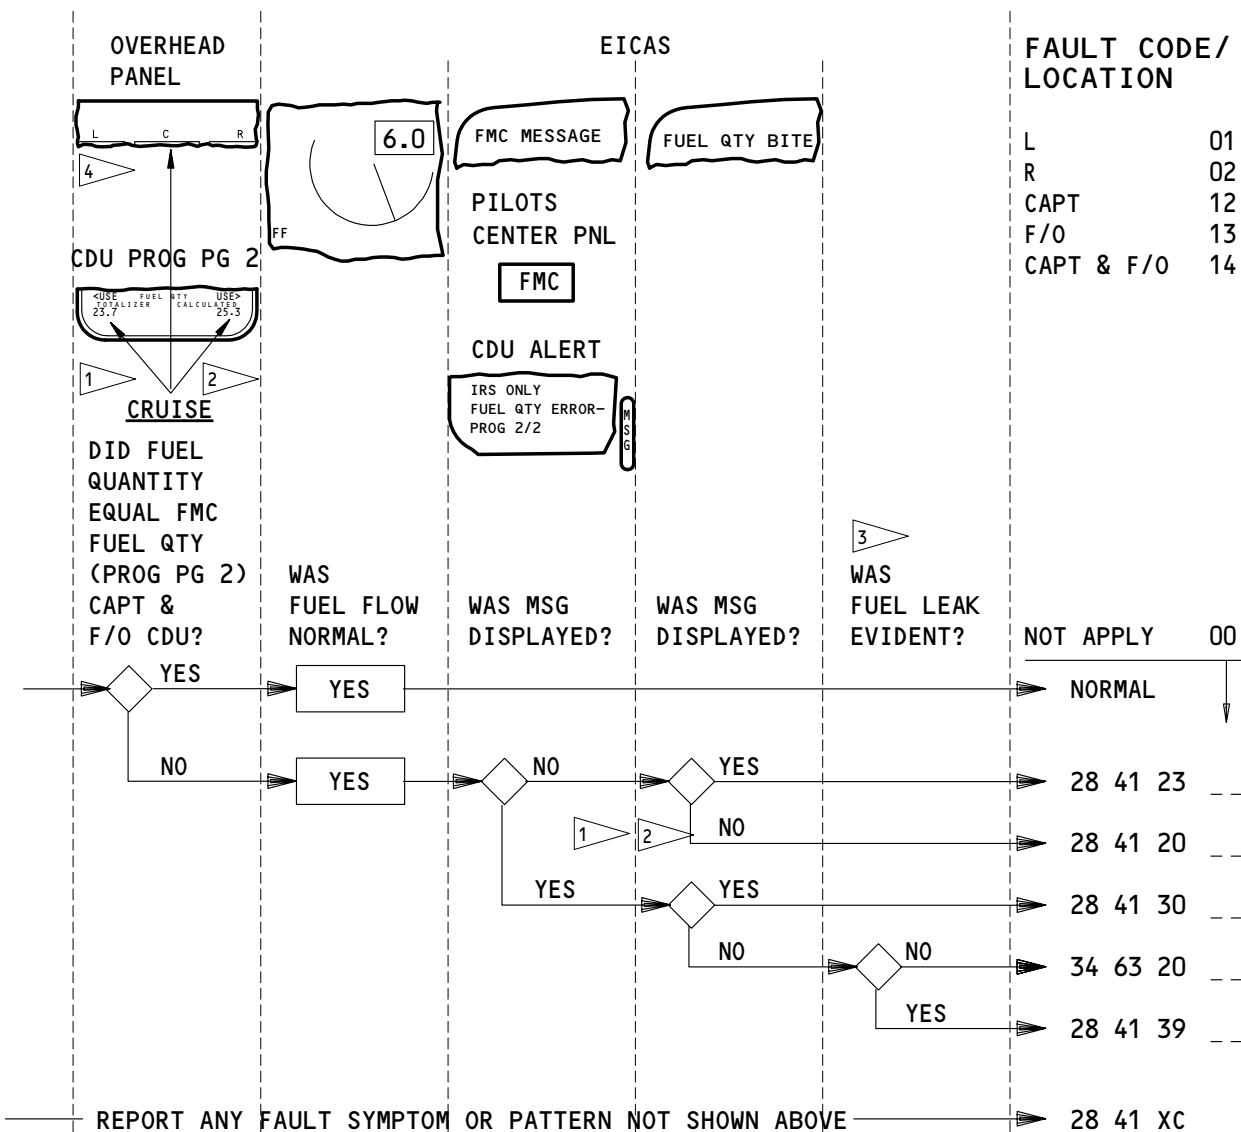 OVERHEAD
PANEL
EICAS
FAULT CODE/
LOCATION
L C R
4
6.0
FF
FMC MESSAGE
FUEL QTY BITE
L 01
R 02
CAPT 12
F/O 13
CAPT & F/O 14
PILOTS
CENTER PNL
FMC
CDU PROG PG 2
<USE FUEL QTY USE>
TOTALIZER CALCULATED
23.7 25.3
1
2
CRUISE
CDU ALERT
IRS ONLY
FUEL QTY ERROR-
PROG 2/2
MSG
DID FUEL
QUANTITY
EQUAL FMC
FUEL QTY
(PROG PG 2)
CAPT &
F/O CDU?
WAS
FUEL FLOW
NORMAL?
WAS MSG
DISPLAYED?
WAS MSG
DISPLAYED?
3
WAS
FUEL LEAK
EVIDENT?
NOT APPLY 00
YES
YES
NORMAL
NO
YES
NO
YES
28 41 23 _ _
1
2
NO
28 41 20 _ _
YES
YES
28 41 30 _ _
NO
NO
34 63 20 _ _
YES
28 41 39 _ _
REPORT ANY FAULT SYMPTOM OR PATTERN NOT SHOWN ABOVE
28 41 XC